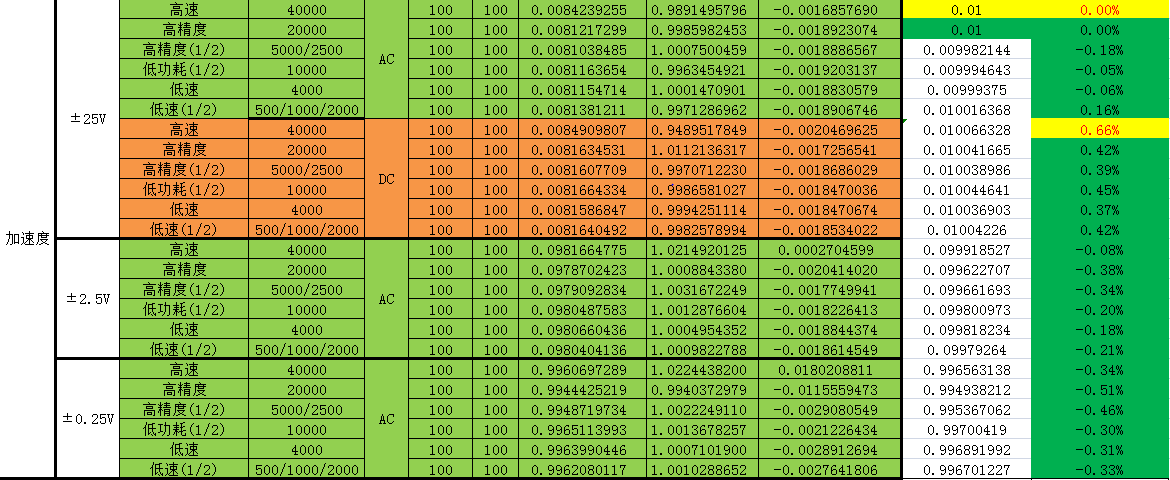 高速 40000 100 100 0.0084239255 0.9891495796 -0.0016857690 0.01 0.00%
高精度 20000 100 100 0.0081217299 0.9985982453 -0.0018923074 0.01 0.00%
高精度(1/2) 5000/2500 AC 100 100 0.0081038485 1.0007500459 -0.0018886567 0.009982144 -0.18%
低功耗(1/2) 10000 100 100 0.0081163654 0.9963454921 -0.0019203137 0.009994643 -0.05%
低速 4000 100 100 0.0081154714 1.0001470901 -0.0018830579 0.00999375 -0.06%
±25V 低速(1/2) 500/1000/2000 100 100 0.0081381211 0.9971286962 -0.0018906746 0.010016368 0.16%
高速 40000 100 100 0.0084909807 0.9489517849 -0.0020469625 0.010066328 0.66%
高精度 20000 100 100 0.0081634531 1.0112136317 -0.0017256541 0.010041665 0.42%
高精度(1/2) 5000/2500 DC 100 100 0.0081607709 0.9970712230 -0.0018686029 0.010038986 0.39%
低功耗(1/2) 10000 100 100 0.0081664334 0.9986581027 -0.0018470036 0.010044641 0.45%
低速 4000 100 100 0.0081586847 0.9994251114 -0.0018470674 0.010036903 0.37%
低速(1/2) 500/1000/2000 100 100 0.0081640492 0.9982578994 -0.0018534022 0.01004226 0.42%
加速度 高速 40000 100 100 0.0981664775 1.0214920125 0.0002704599 0.099918527 -0.08%
高精度 20000 100 100 0.0978702423 1.0008843380 -0.0020414020 0.099622707 -0.38%
高精度(1/2) 5000/2500 100 100 0.0979092834 1.0031672249 -0.0017749941 0.099661693 -0.34%
±2.5V 低功耗(1/2) 10000 AC 100 100 0.0980487583 1.0012876604 -0.0018226413 0.099800973 -0.20%
低速 4000 100 100 0.0980660436 1.0004954352 -0.0018844374 0.099818234 -0.18%
低速(1/2) 500/1000/2000 100 100 0.0980404136 1.0009822788 -0.0018614549 0.09979264 -0.21%
高速 40000 100 100 0.9960697289 1.0224438200 0.0180208811 0.996563138 -0.34%
高精度 20000 100 100 0.9944425219 0.9940372979 -0.0115559473 0.994938212 -0.51%
高精度(1/2) 5000/2500 100 100 0.9948719734 1.0022249110 -0.0029080549 0.995367062 -0.46%
±0.25V 低功耗(1/2) 10000 AC 100 100 0.9965113993 1.0013678257 -0.0021226434 0.99700419 -0.30%
低速 4000 100 100 0.9963990446 1.0007101900 -0.0028912694 0.996891992 -0.31%
低速(1/2) 500/1000/2000 100 100 0.9962080117 1.0010288652 -0.0027641806 0.996701227 -0.33%